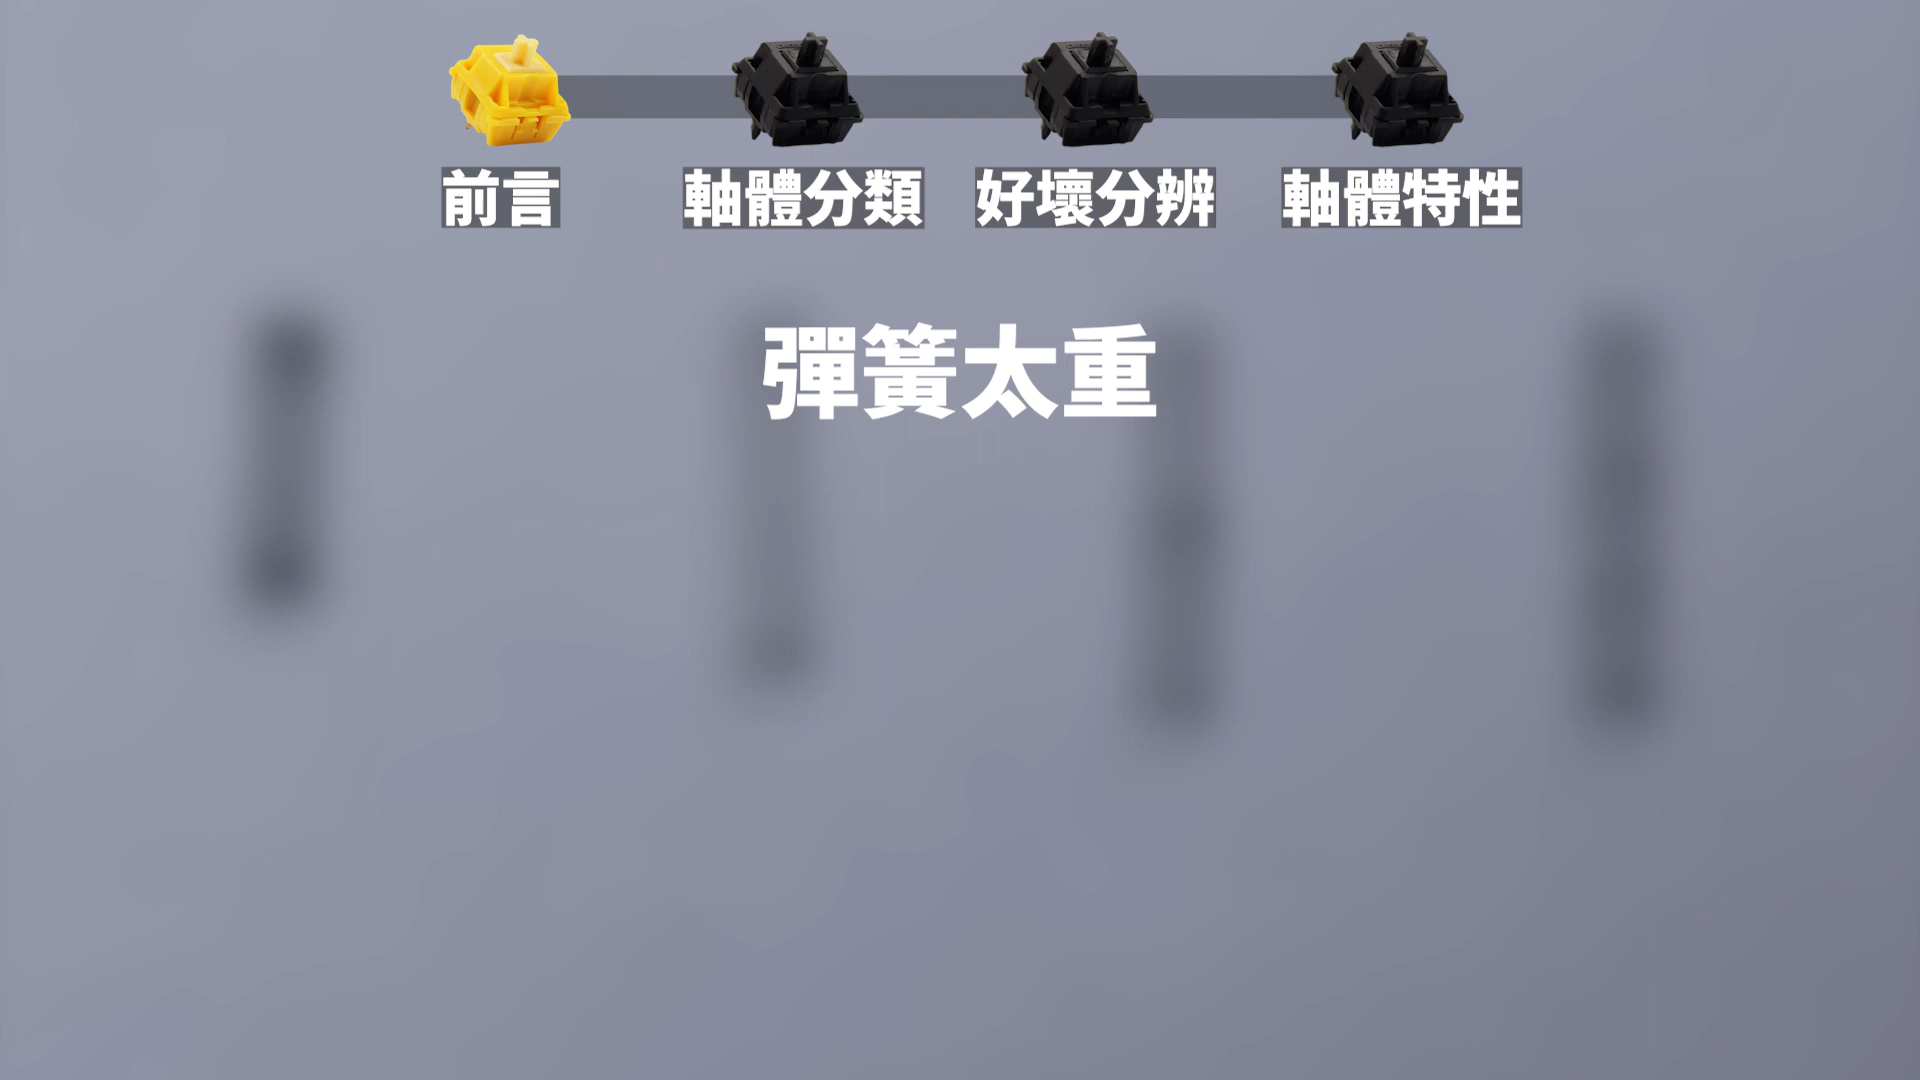 前言
軸體分類
好壞分辨
軸體特性
彈簧太重